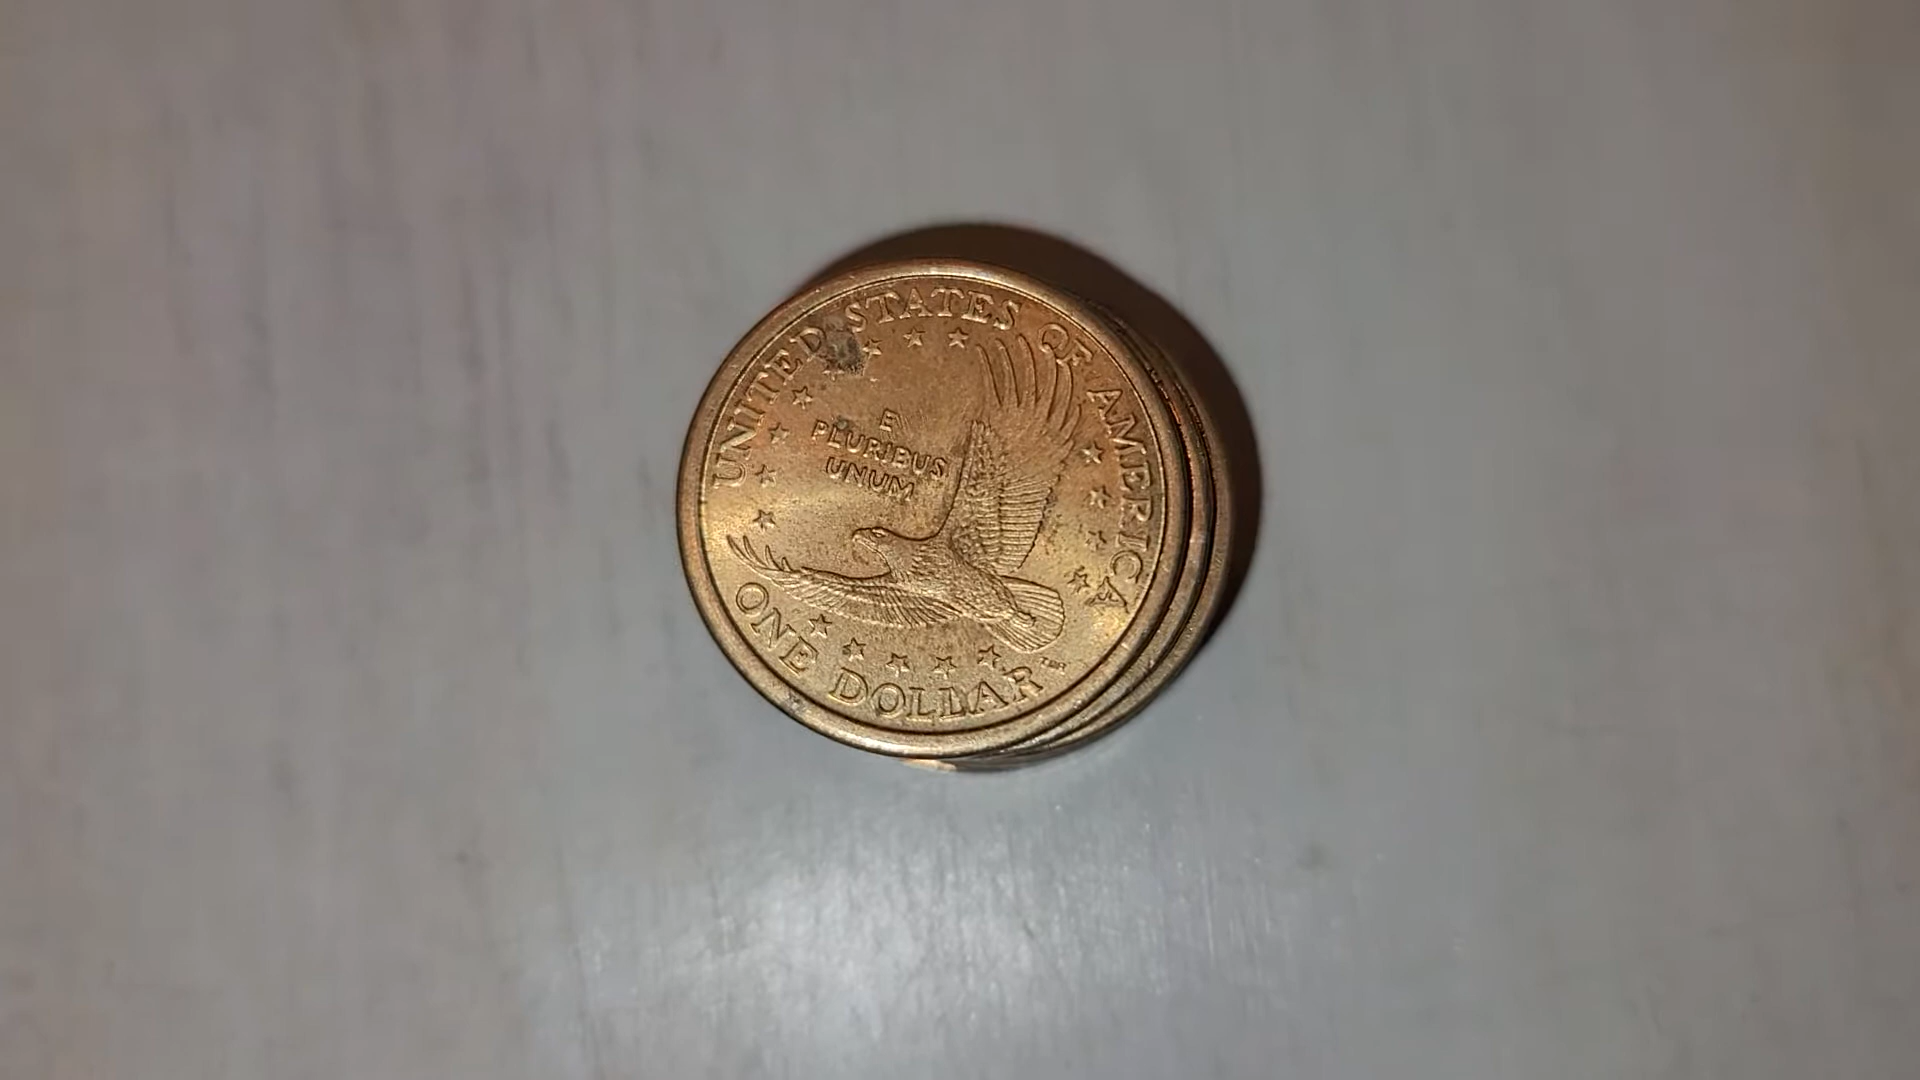 UNITED STATES OF AMERICA
E
PLURIBUS
UNUM
ONE DOLLAR